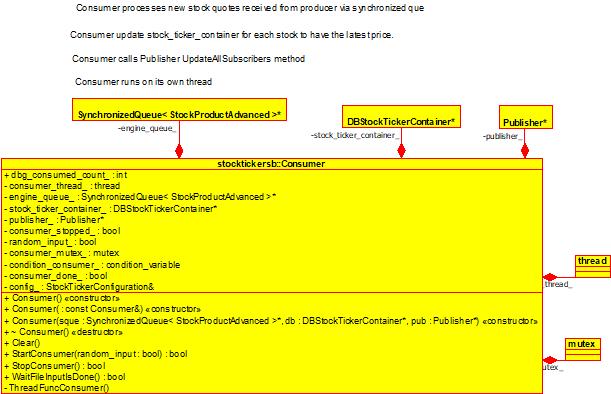 Consumer processes new stock quotes received from producer via synchronized que
Consumer update stock_ticker_container for each stock to have the latest price.
Consumer calls Publisher UpdateAllSubscribers method
Consumer runs on its own thread
SynchronizedQueue< StockProductAdvanced >*
DBStockTickerContainer*
Publisher*
-engine_queue_
-stock_ticker_container_
-publisher_
stocktickersb::Consumer
+ dbg_consumed_count_ : int
- consumer_thread_ : thread
- engine_queue_ : SynchronizedQueue< StockProductAdvanced >*
- stock_ticker_container_ : DBStockTickerContainer*
- publisher_ : Publisher*
- consumer_stopped_ : bool
- random_input_ : bool
- consumer_mutex_ : mutex
- condition_consumer_ : condition_variable
- consumer_done_ : bool
- config_ : StockTickerConfiguration&
thread
thread_
+ Consumer() «constructor»
+ Consumer( : const Consumer&) «constructor»
+ Consumer(sque : SynchronizedQueue< StockProductAdvanced >*, db : DBStockTickerContainer*, pub : Publisher*) «constructor»
+ ~ Consumer() «destructor»
+ Clear()
+ StartConsumer(random_input : bool) : bool
+ StopConsumer() : bool
+ WaitFileInputIsDone() : bool
- ThreadFuncConsumer()
mutex
utex_